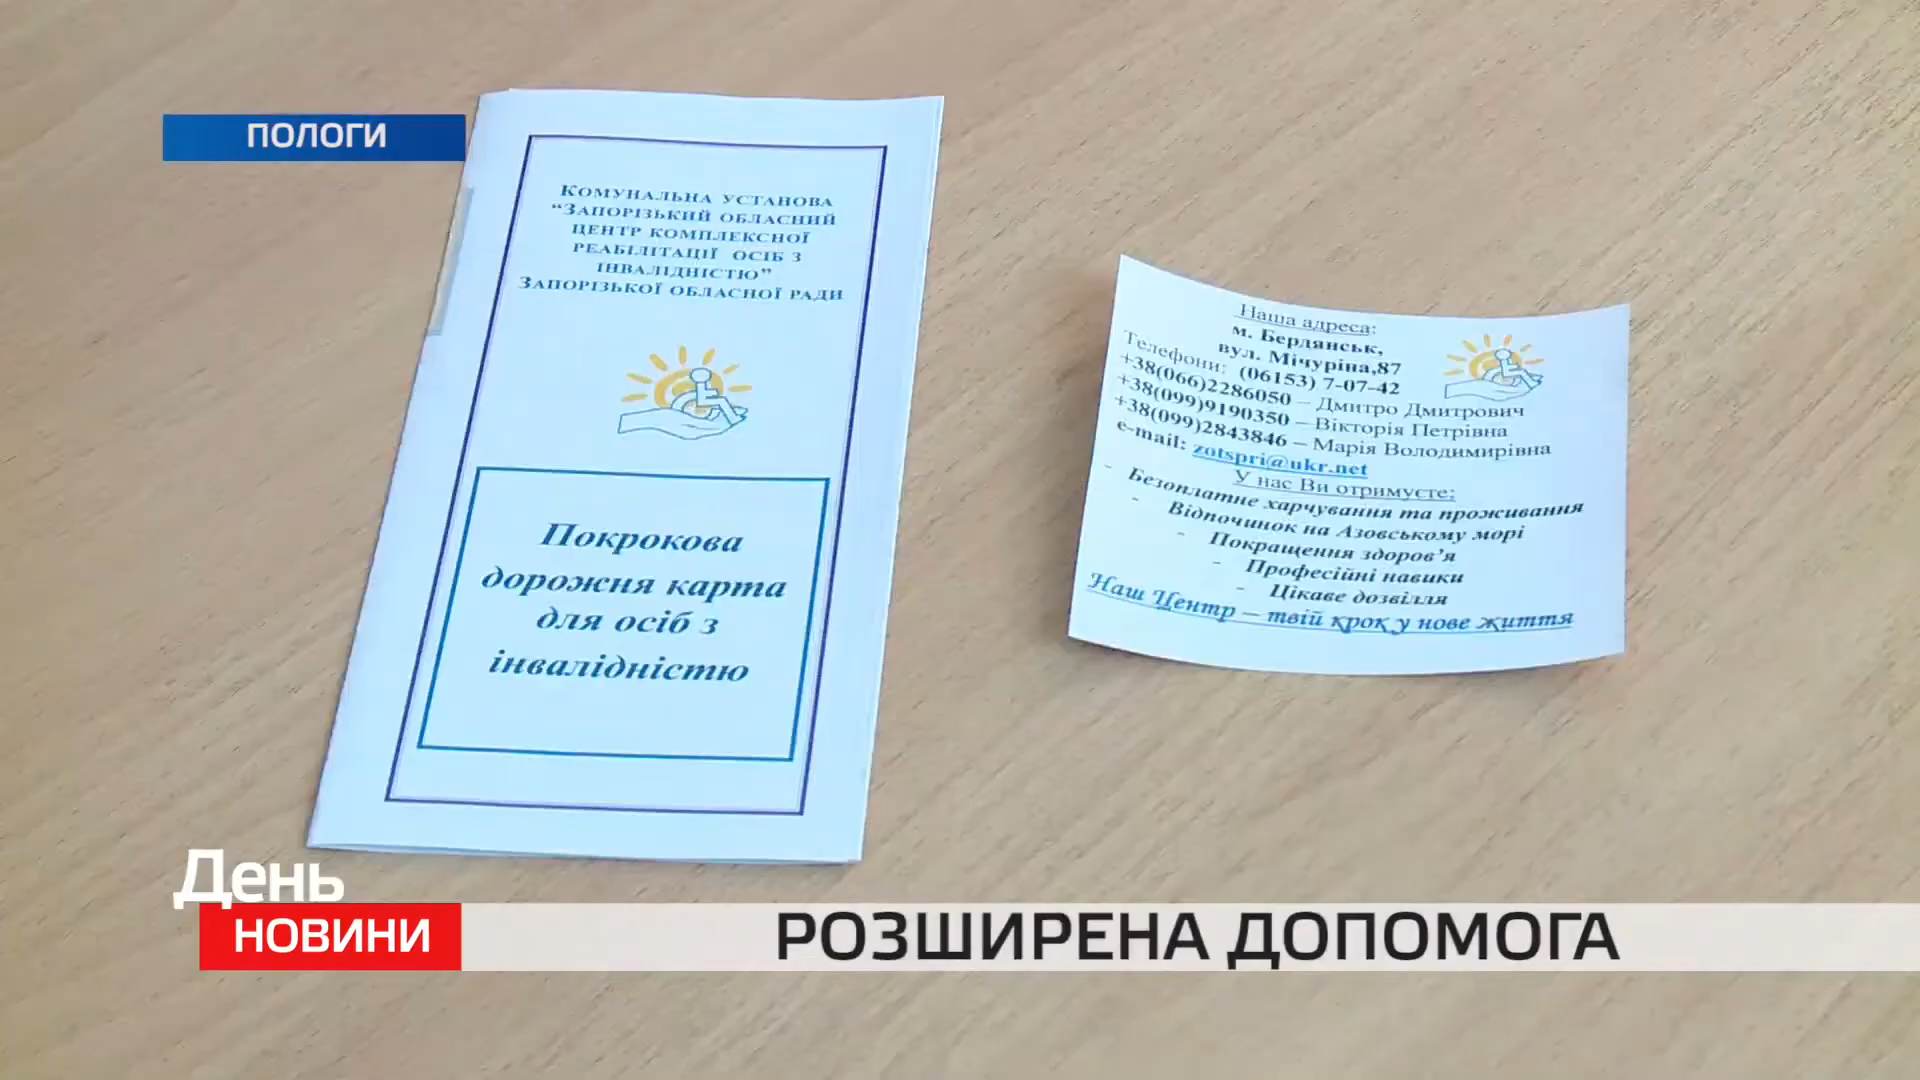 ПОЛОГИ
КОМУНАЛЬНА УСТАНОВА
“ЗАПОРІЗЬКИЙ ОБЛАСНИЙ
ЦЕНТР КОМПЛЕКСНОЇ
РЕАБІЛІТАЦІЇ ОСІБ З
ІНВАЛІДНІСТЮ”
ЗАПОРІЗЬКОЇ ОБЛАСНОЇ РАДИ
Покрокова
дорожня карта
для осіб з
інвалідністю
Наша адреса:
м. Бердянськ,
вул. Мічуріна,87
Телефони: (06153) 7-07-42
+38(066)2286050 – Дмитро Дмитрович
+38(099)9190350 – Вікторія Петрівна
+38(099)2843846 – Марія Володимирівна
e-mail: zotspri@ukr.net
У нас Ви отримуєте:
- Безоплатне харчування та проживання
- Відпочинок на Азовському морі
- Покращення здоров’я
- Професійні навики
- Цікаве дозвілля
Наш Центр – твій крок у нове життя
День
НОВИНИ
РОЗШИРЕНА ДОПОМОГА